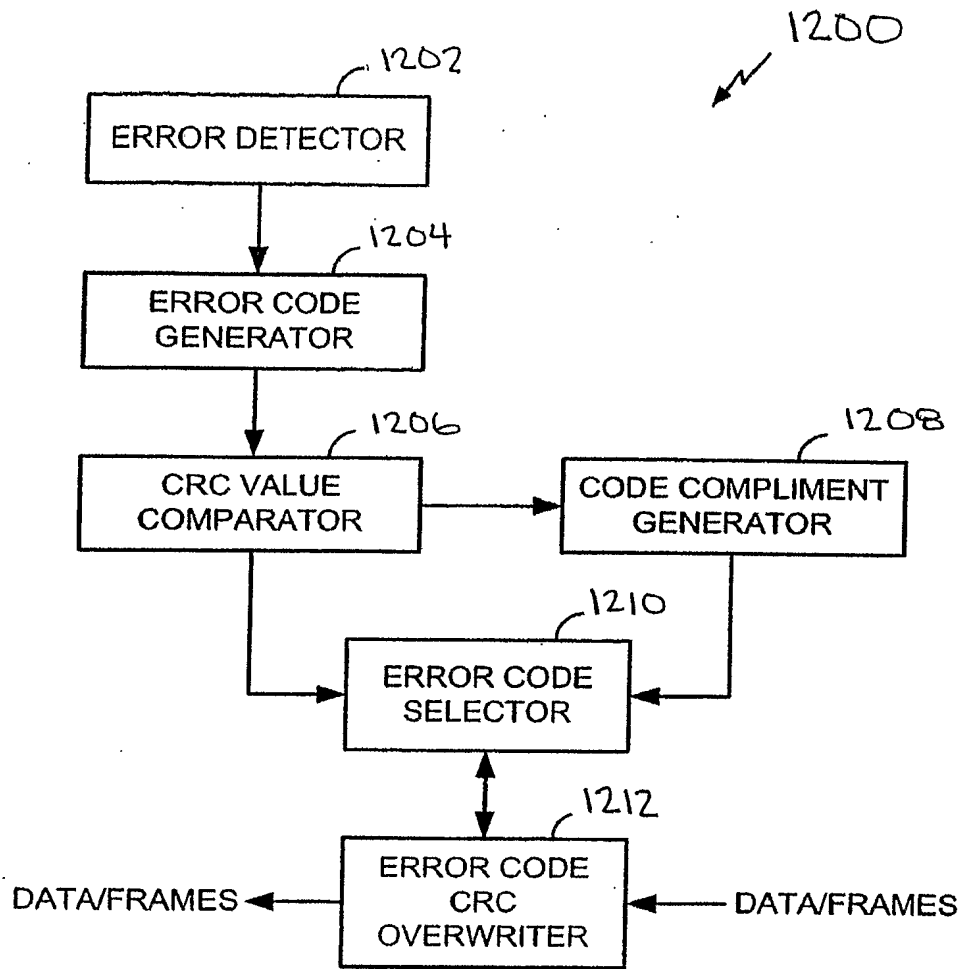 1200
1202
ERROR DETECTOR
1204
ERROR CODE
GENERATOR
1206
CRC VALUE
COMPARATOR
1208
CODE COMPLIMENT
GENERATOR
1210
ERROR CODE
SELECTOR
1212
ERROR CODE
CRC
OVERWRITER
DATA/FRAMES
DATA/FRAMES